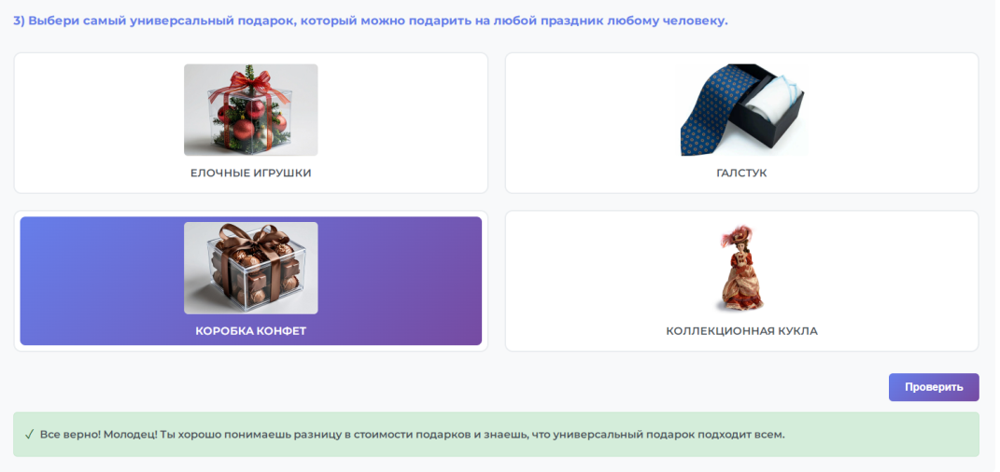 3) Выбери самый универсальный подарок, который можно подарить на любой праздник любому человеку.
ЕЛОЧНЫЕ ИГРУШКИ
ГАЛСТУК
КОРОБКА КОНФЕТ
КОЛЛЕКЦИОННАЯ КУКЛА
Проверить
✓ Все верно! Молодец! Ты хорошо понимаешь разницу в стоимости подарков и знаешь, что универсальный подарок подходит всем.